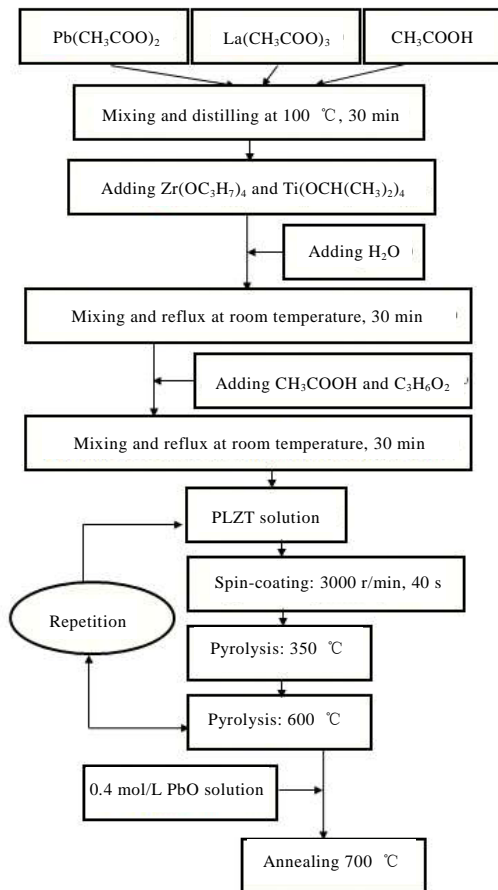 Pb(CH₃COO)₂
La(CH₃COO)₃
CH₃COOH
Mixing and distilling at 100 ℃, 30 min
Adding Zr(OC₃H₇)₄ and Ti(OCH(CH₃)₂)₄
Adding H₂O
Mixing and reflux at room temperature, 30 min
Adding CH₃COOH and C₃H₆O₂
Mixing and reflux at room temperature, 30 min
PLZT solution
Spin-coating: 3000 r/min, 40 s
Repetition
Pyrolysis: 350 ℃
Pyrolysis: 600 ℃
0.4 mol/L PbO solution
Annealing 700 ℃